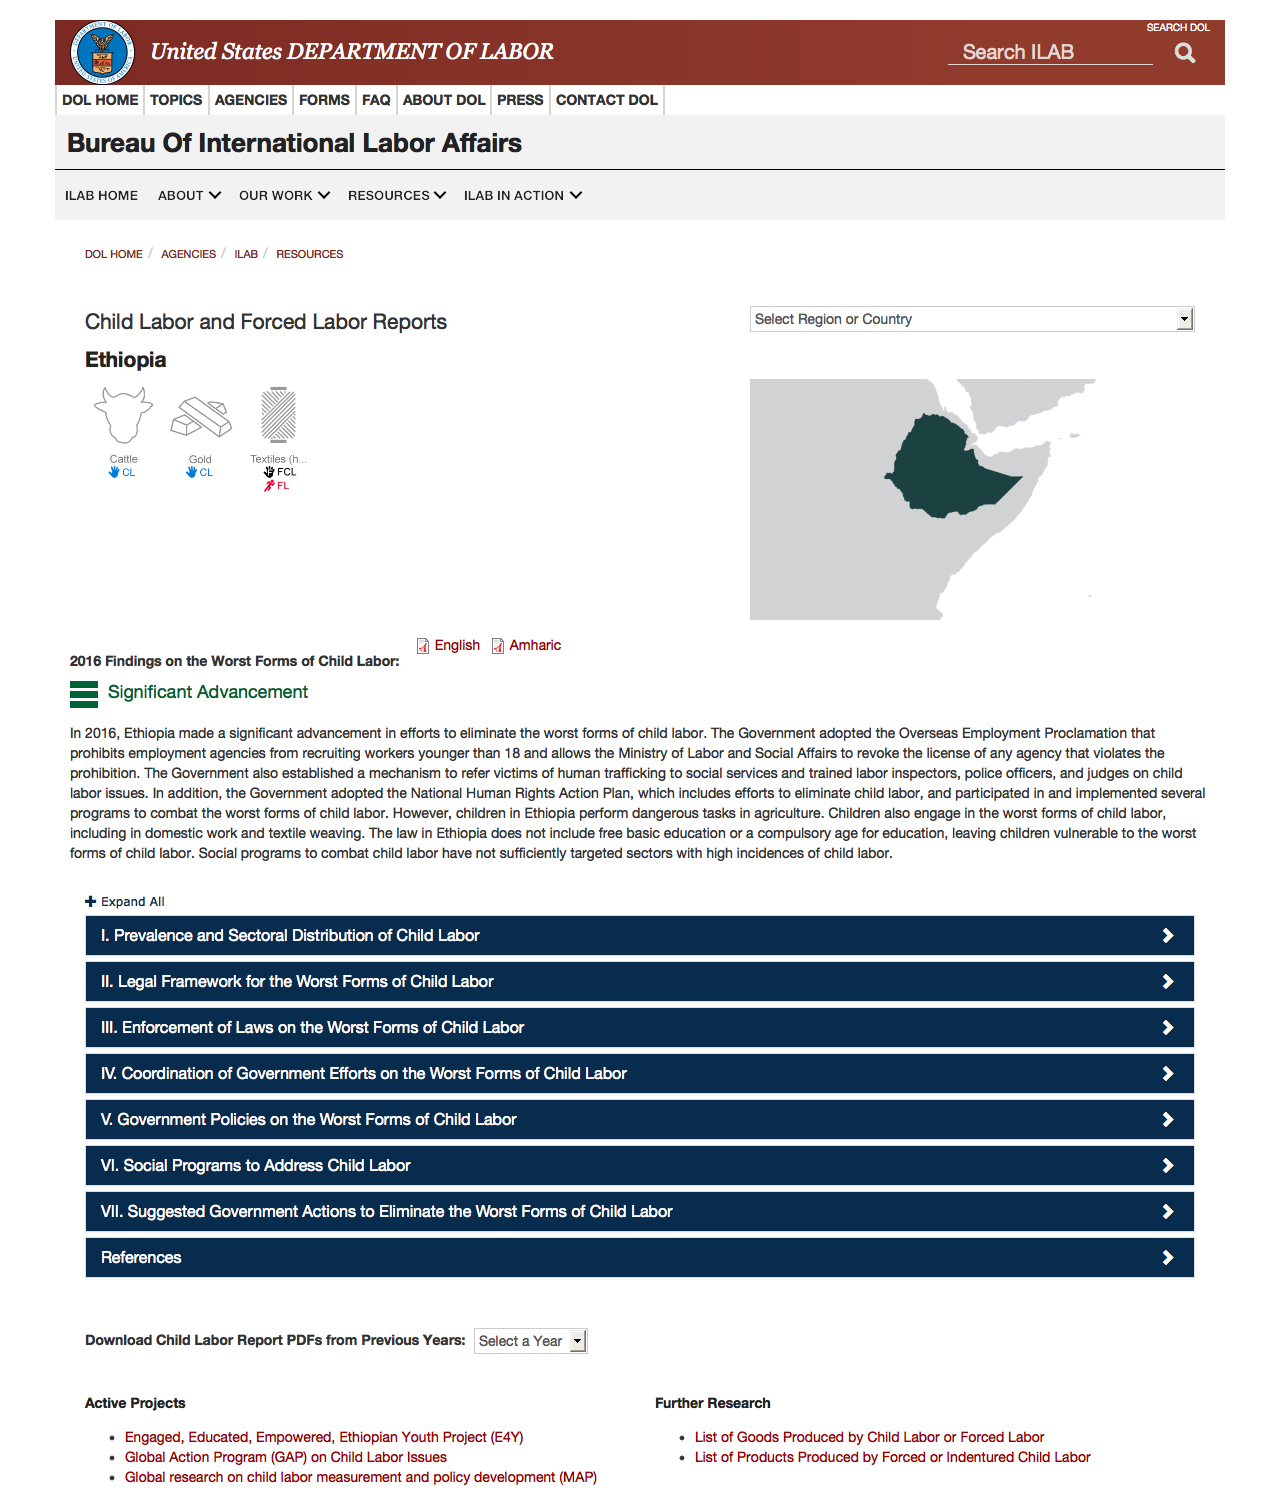 SEARCH DOL
United States DEPARTMENT OF LABOR
Search ILAB
DOL HOME TOPICS AGENCIES FORMS FAQ ABOUT DOL PRESS CONTACT DOL
Bureau Of International Labor Affairs
ILAB HOME ABOUT OUR WORK RESOURCES ILAB IN ACTION
DOL HOME / AGENCIES / ILAB / RESOURCES
Child Labor and Forced Labor Reports
Select Region or Country
Ethiopia
Cattle Gold Textiles (h...
CL CL FCL
FL
English Amharic
2016 Findings on the Worst Forms of Child Labor:
Significant Advancement
In 2016, Ethiopia made a significant advancement in efforts to eliminate the worst forms of child labor. The Government adopted the Overseas Employment Proclamation that
prohibits employment agencies from recruiting workers younger than 18 and allows the Ministry of Labor and Social Affairs to revoke the license of any agency that violates the
prohibition. The Government also established a mechanism to refer victims of human trafficking to social services and trained labor inspectors, police officers, and judges on child
labor issues. In addition, the Government adopted the National Human Rights Action Plan, which includes efforts to eliminate child labor, and participated in and implemented several
programs to combat the worst forms of child labor. However, children in Ethiopia perform dangerous tasks in agriculture. Children also engage in the worst forms of child labor,
including in domestic work and textile weaving. The law in Ethiopia does not include free basic education or a compulsory age for education, leaving children vulnerable to the worst
forms of child labor. Social programs to combat child labor have not sufficiently targeted sectors with high incidences of child labor.
Expand All
I. Prevalence and Sectoral Distribution of Child Labor
II. Legal Framework for the Worst Forms of Child Labor
III. Enforcement of Laws on the Worst Forms of Child Labor
IV. Coordination of Government Efforts on the Worst Forms of Child Labor
V. Government Policies on the Worst Forms of Child Labor
VI. Social Programs to Address Child Labor
VII. Suggested Government Actions to Eliminate the Worst Forms of Child Labor
References
Download Child Labor Report PDFs from Previous Years: Select a Year
Active Projects
• Engaged, Educated, Empowered, Ethiopian Youth Project (E4Y)
• Global Action Program (GAP) on Child Labor Issues
• Global research on child labor measurement and policy development (MAP)
Further Research
• List of Goods Produced by Child Labor or Forced Labor
• List of Products Produced by Forced or Indentured Child Labor